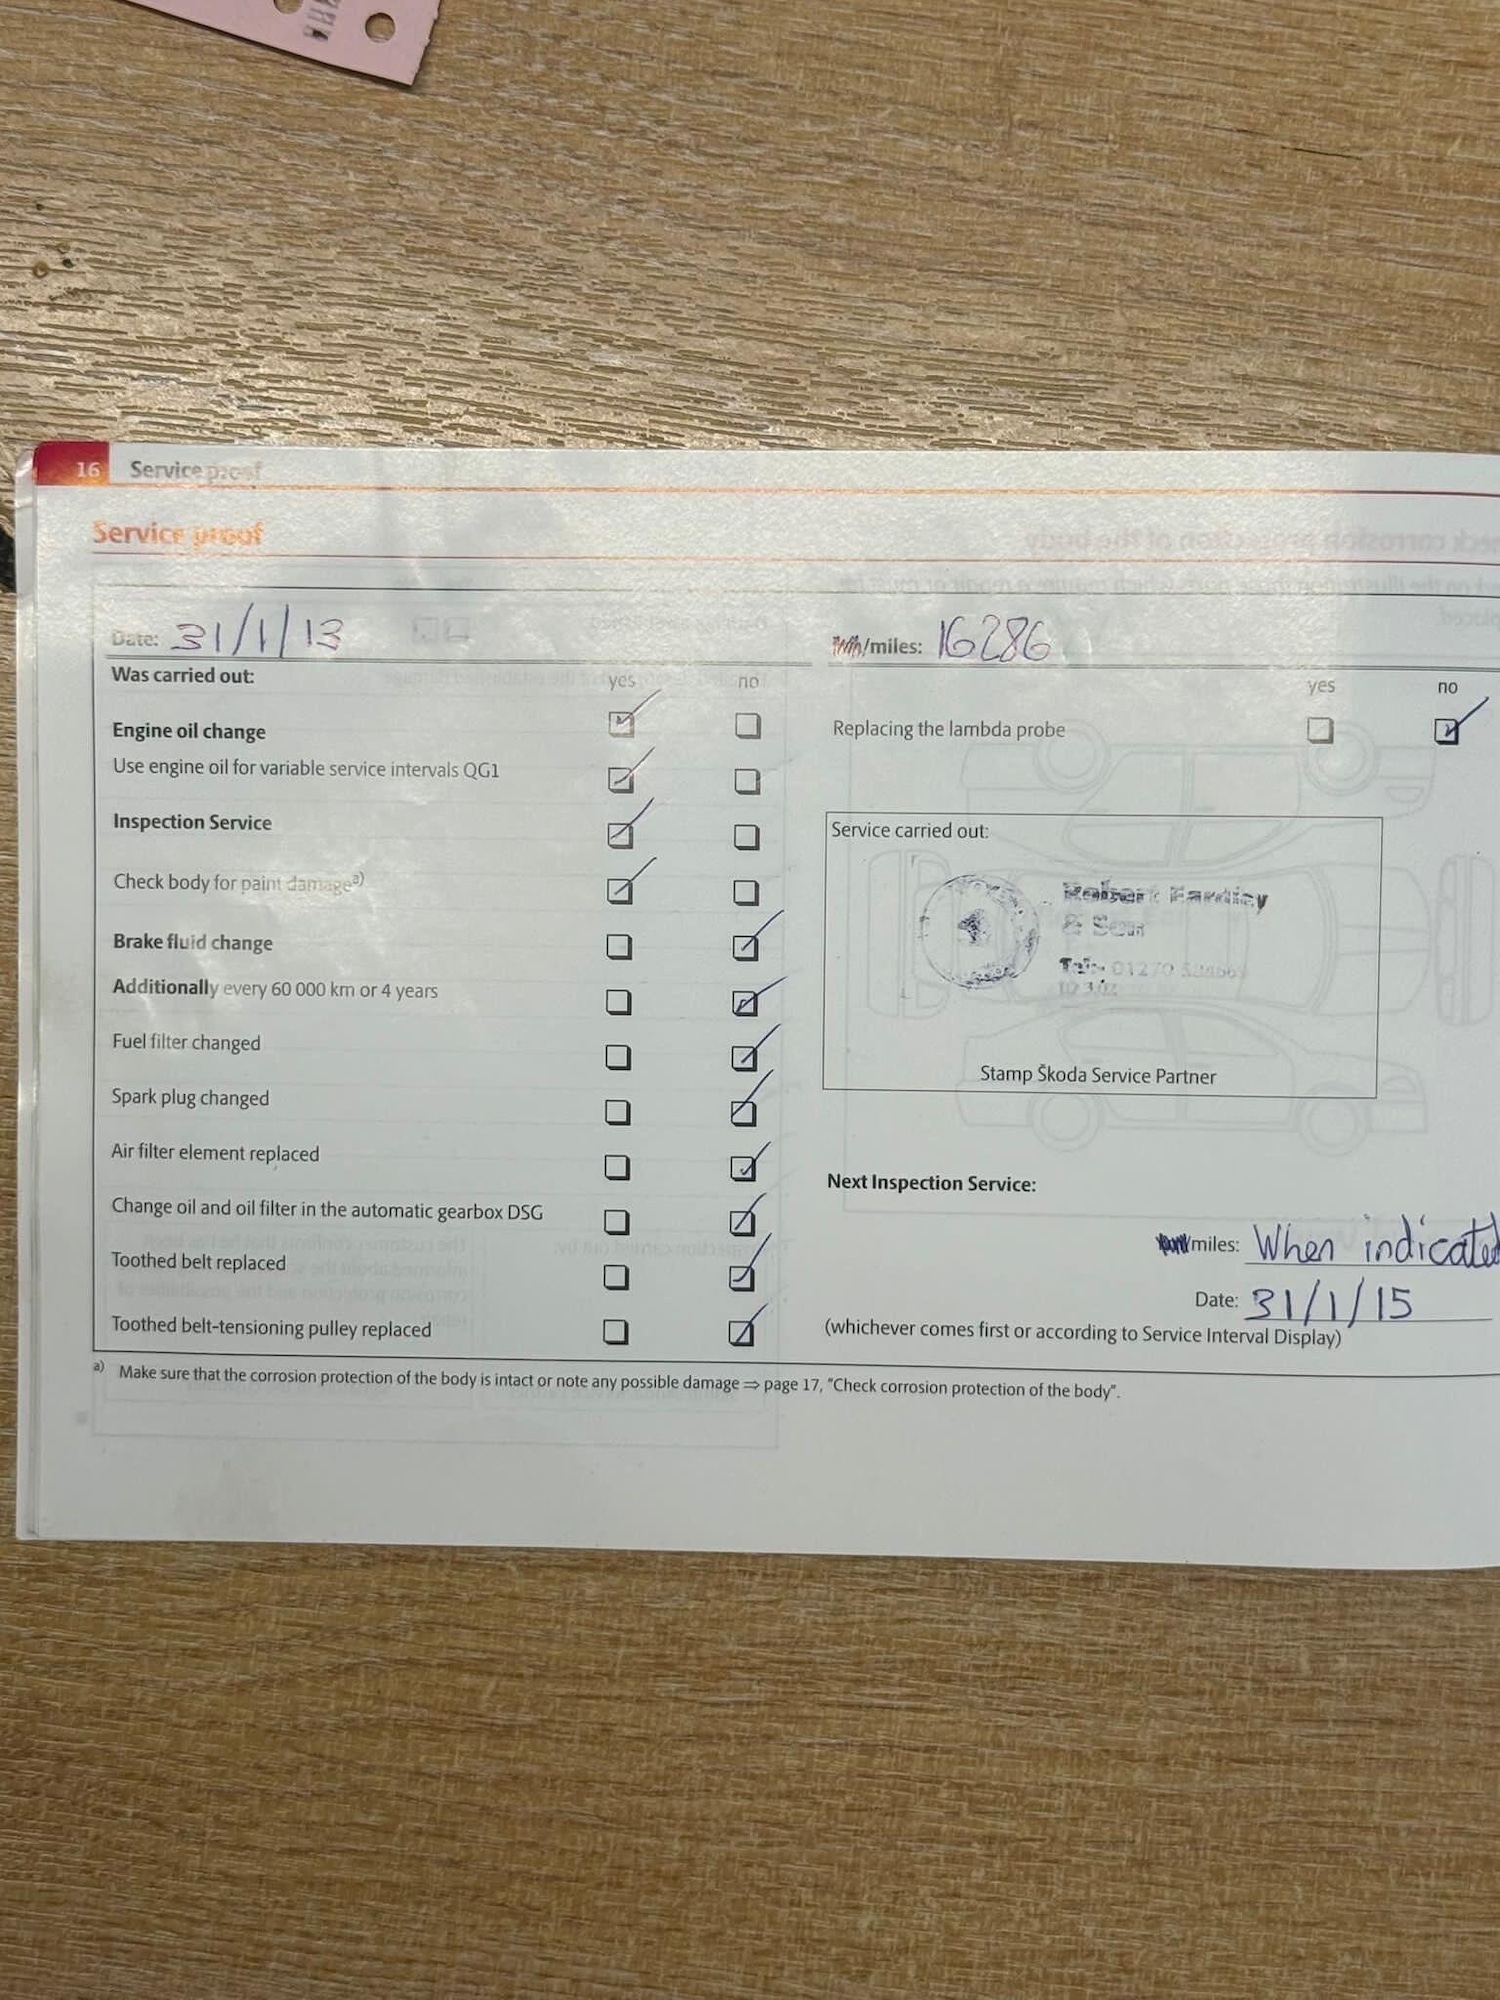 16 Service proof
Service proof
Date: 31/1/13
Was carried out: yes no
Engine oil change
Use engine oil for variable service intervals QG1
Inspection Service
Check body for paint damage a)
Brake fluid change
Additionally every 60 000 km or 4 years
Fuel filter changed
Spark plug changed
Air filter element replaced
Change oil and oil filter in the automatic gearbox DSG
Toothed belt replaced
Toothed belt-tensioning pulley replaced
/miles: 16286
yes no
Replacing the lambda probe
Service carried out:
Robert
& Son
Tel:- 01270
Stamp Škoda Service Partner
Next Inspection Service:
/miles: When indicated
Date: 31/1/15
(whichever comes first or according to Service Interval Display)
a) Make sure that the corrosion protection of the body is intact or note any possible damage ⇒ page 17, "Check corrosion protection of the body".